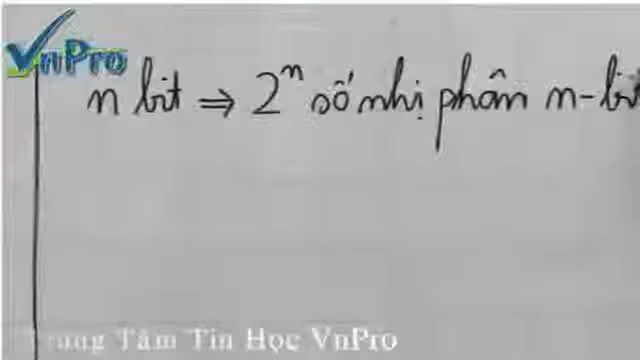 VnPro
n bit ⇒ 2ⁿ số nhị phân n-bit
Trung Tâm Tin Học VnPro